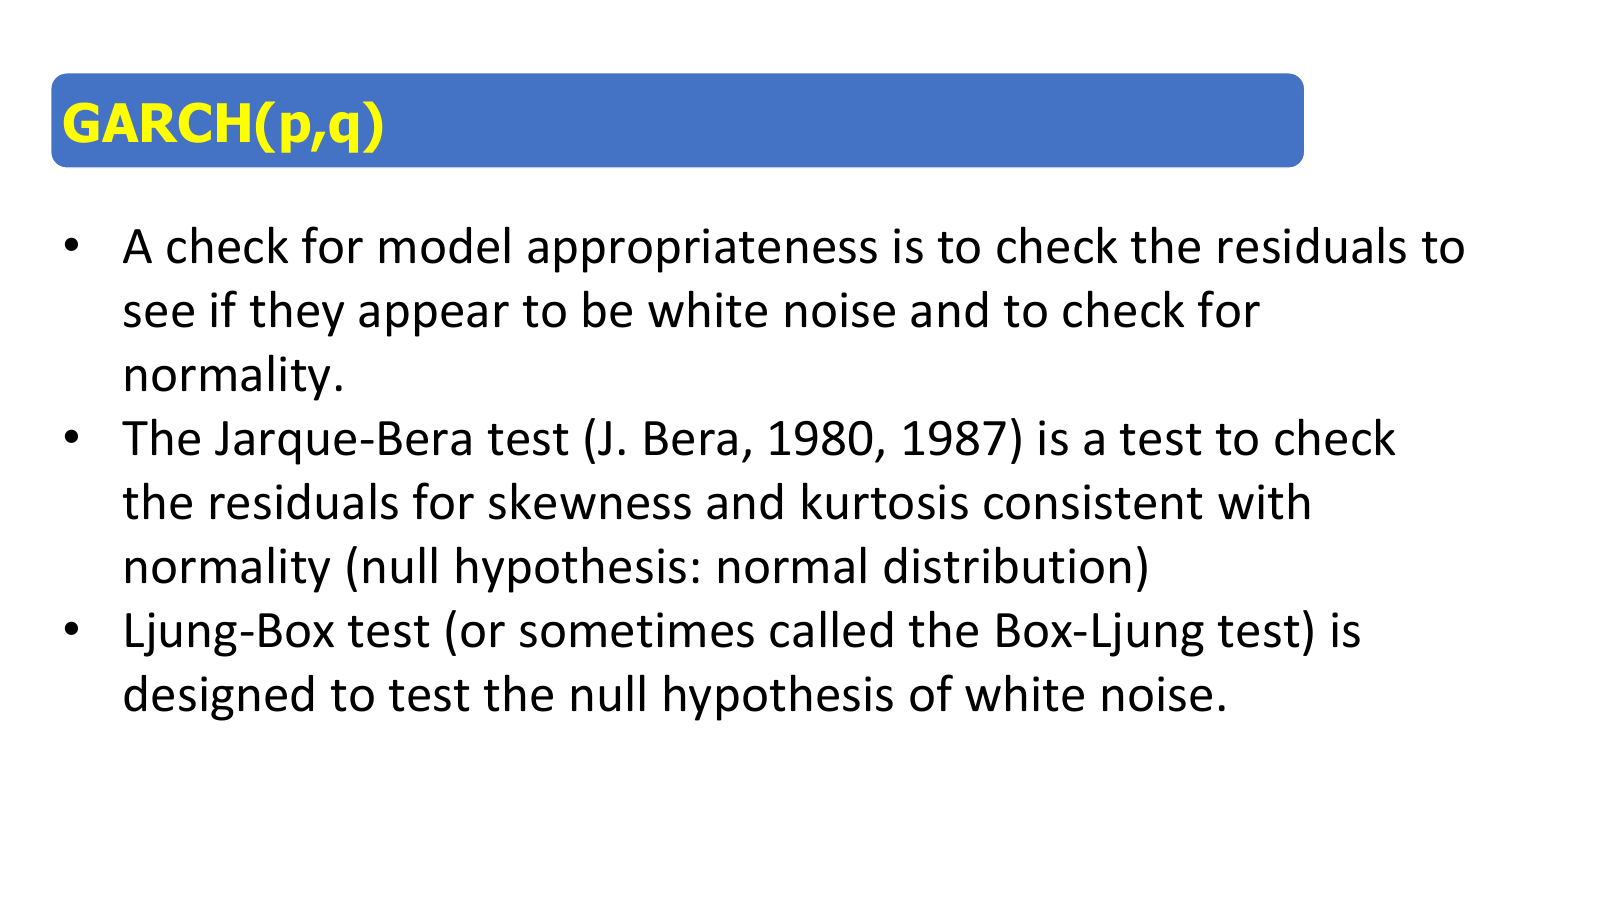 GARCH(p,q)
• A check for model appropriateness is to check the residuals to
see if they appear to be white noise and to check for
normality.
• The Jarque-Bera test (J. Bera, 1980, 1987) is a test to check
the residuals for skewness and kurtosis consistent with
normality (null hypothesis: normal distribution)
• Ljung-Box test (or sometimes called the Box-Ljung test) is
designed to test the null hypothesis of white noise.